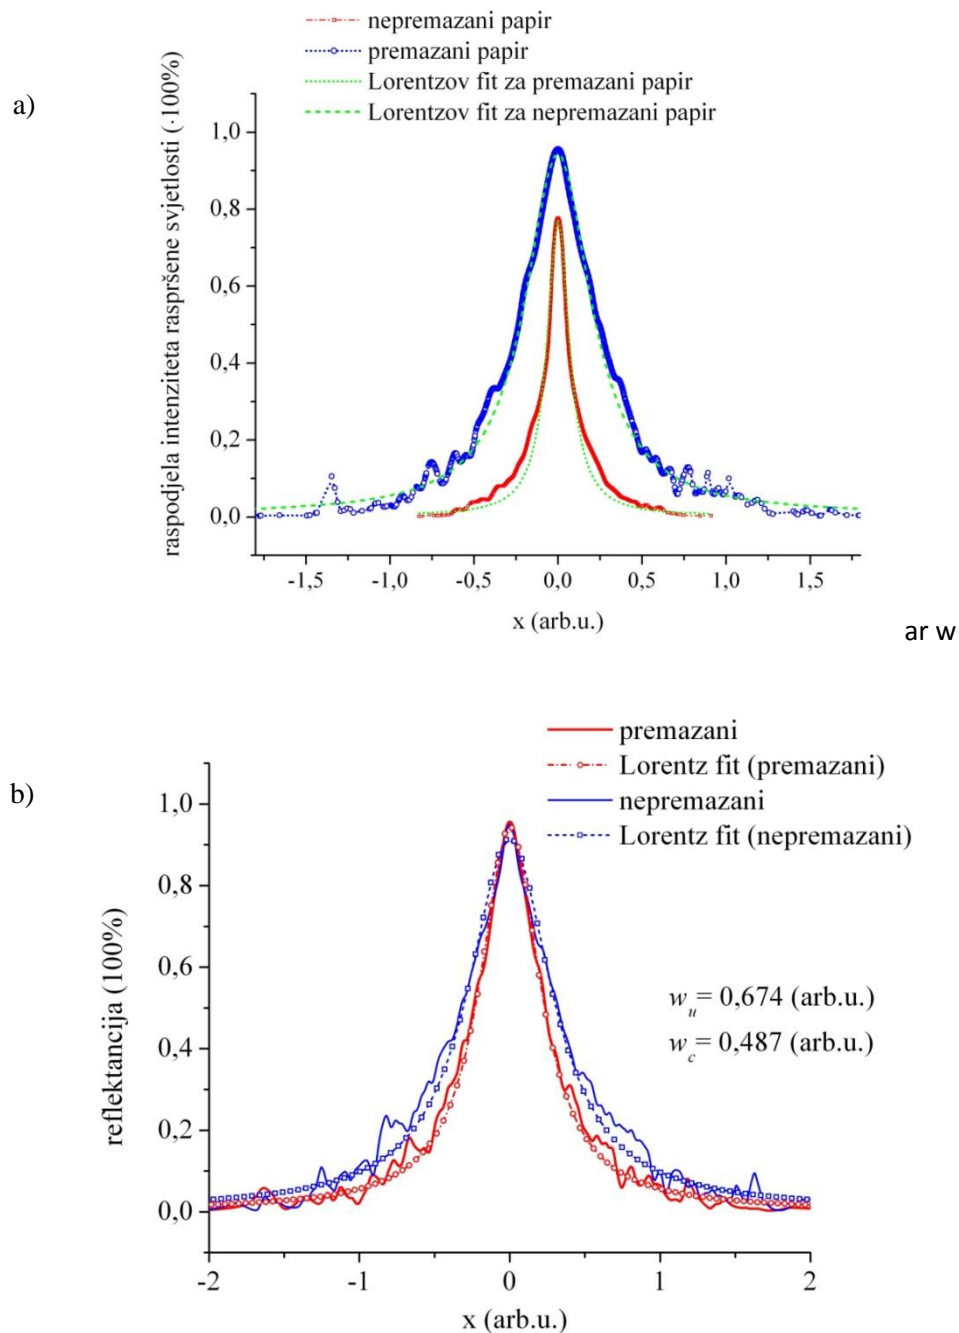 a)
nepremazani papir
premazani papir
Lorentzov fit za premazani papir
Lorentzov fit za nepremazani papir
raspodjela intenziteta raspršene svjetlosti (·100%)
1,0
0,8
0,6
0,4
0,2
0,0
-1,5 -1,0 -0,5 0,0 0,5 1,0 1,5
x (arb.u.)
ar w
b)
premazani
Lorentz fit (premazani)
nepremazani
Lorentz fit (nepremazani)
reflektancija (100%)
1,0
0,8
0,6
0,4
0,2
0,0
w_u = 0,674 (arb.u.)
w_c = 0,487 (arb.u.)
-2 -1 0 1 2
x (arb.u.)